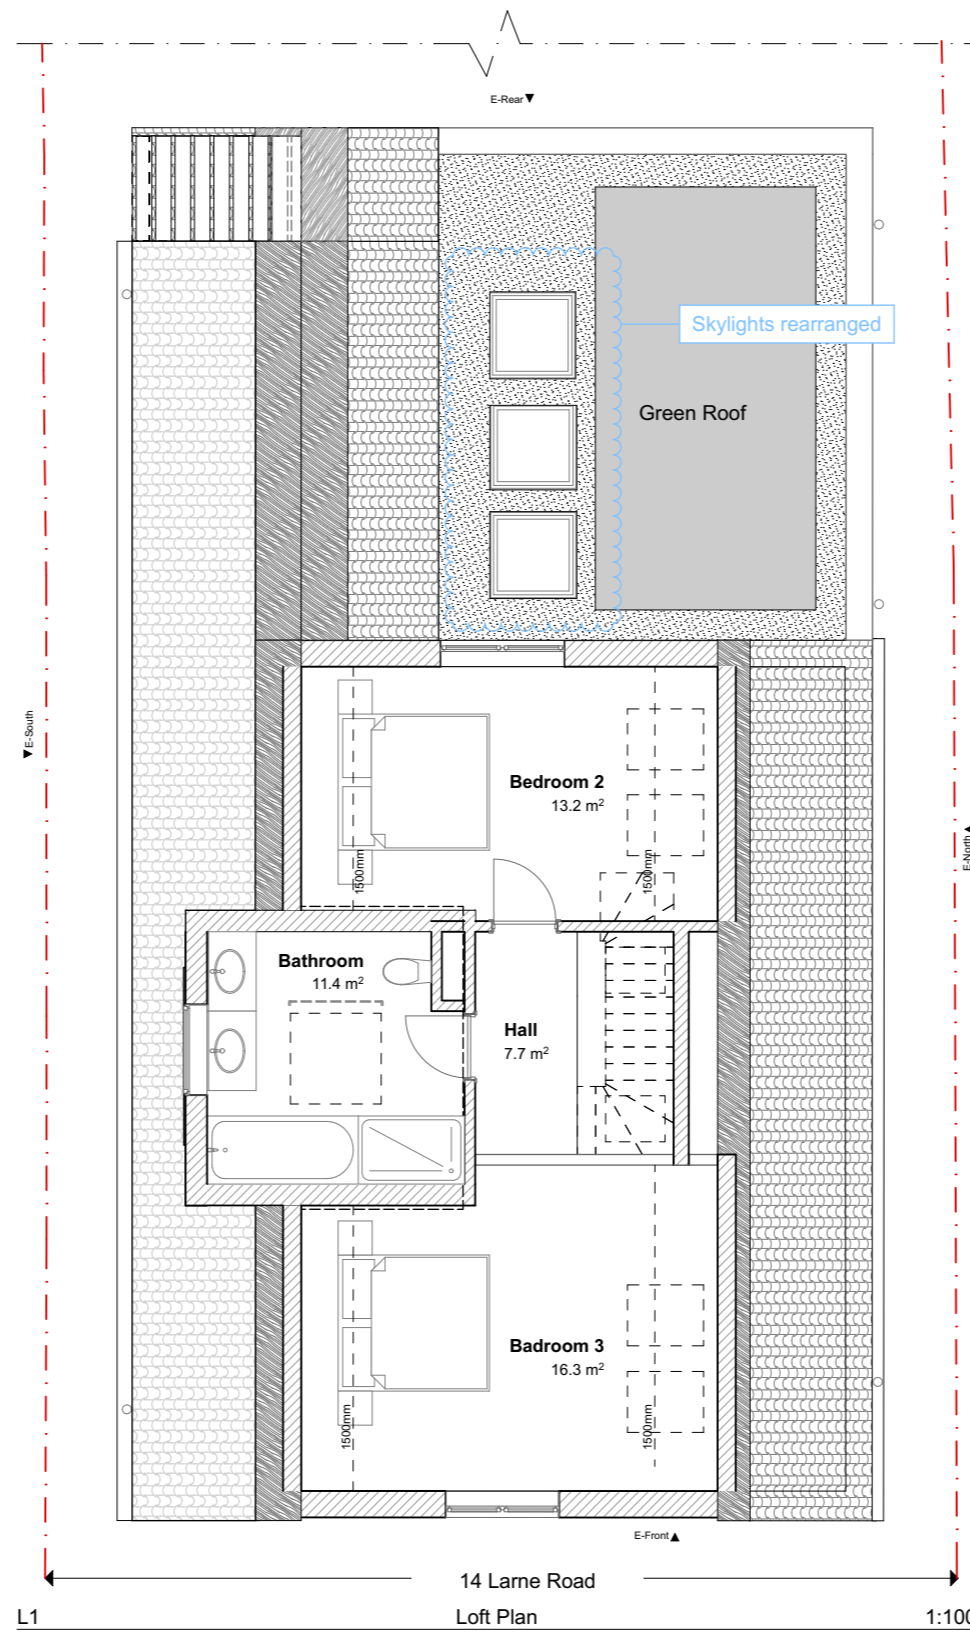 E-Rear
Skylights rearranged
Green Roof
E-South
Bedroom 2
13.2 m²
1500mm
1500mm
E-North
Bathroom
11.4 m²
Hall
7.7 m²
Badroom 3
16.3 m²
1500mm
1500mm
E-Front
14 Larne Road
L1
Loft Plan
1:100